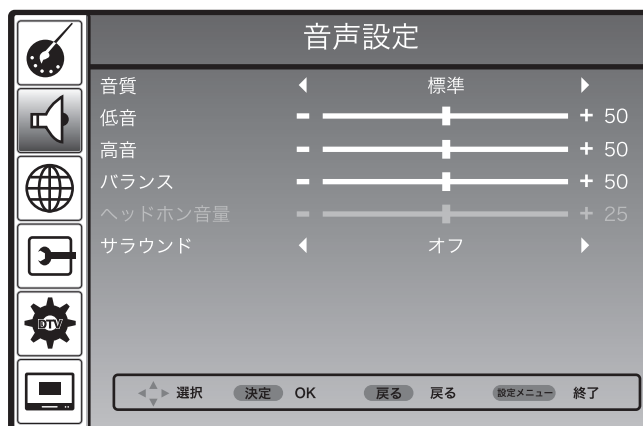 音声設定
音質 標準
低音 - + 50
高音 - + 50
バランス - + 50
ヘッドホン音量 - + 25
サラウンド オフ
DTV
選択 決定 OK 戻る 戻る 設定メニュー 終了